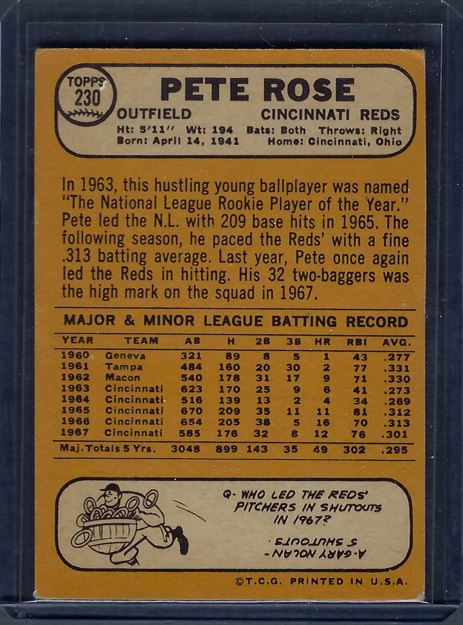 TOPPS
230
PETE ROSE
OUTFIELD CINCINNATI REDS
Ht: 5'11" Wt: 194 Bats: Both Throws: Right
Born: April 14, 1941 Home: Cincinnati, Ohio
In 1963, this hustling young ballplayer was named
"The National League Rookie Player of the Year."
Pete led the N.L. with 209 base hits in 1965. The
following season, he paced the Reds' with a fine
.313 batting average. Last year, Pete once again
led the Reds in hitting. His 32 two-baggers was
the high mark on the squad in 1967.
MAJOR & MINOR LEAGUE BATTING RECORD
YEAR TEAM AB H 2B 3B HR RBI AVG.
1960 Geneva 321 89 8 5 1 43 .277
1961 Tampa 484 160 20 30 2 77 .331
1962 Macon 540 178 31 17 9 71 .330
1963 Cincinnati 623 170 25 9 6 41 .273
1964 Cincinnati 516 139 13 2 4 34 .269
1965 Cincinnati 670 209 35 11 11 81 .312
1966 Cincinnati 654 205 38 5 16 70 .313
1967 Cincinnati 585 176 32 8 12 76 .301
Maj. Totals 5 Yrs. 3048 899 143 35 49 302 .295
Q- WHO LED THE REDS'
PITCHERS IN SHUTOUTS
IN 1967?
A-GARY NOLAN -
5 SHUTOUTS.
©T.C.G. PRINTED IN U.S.A.